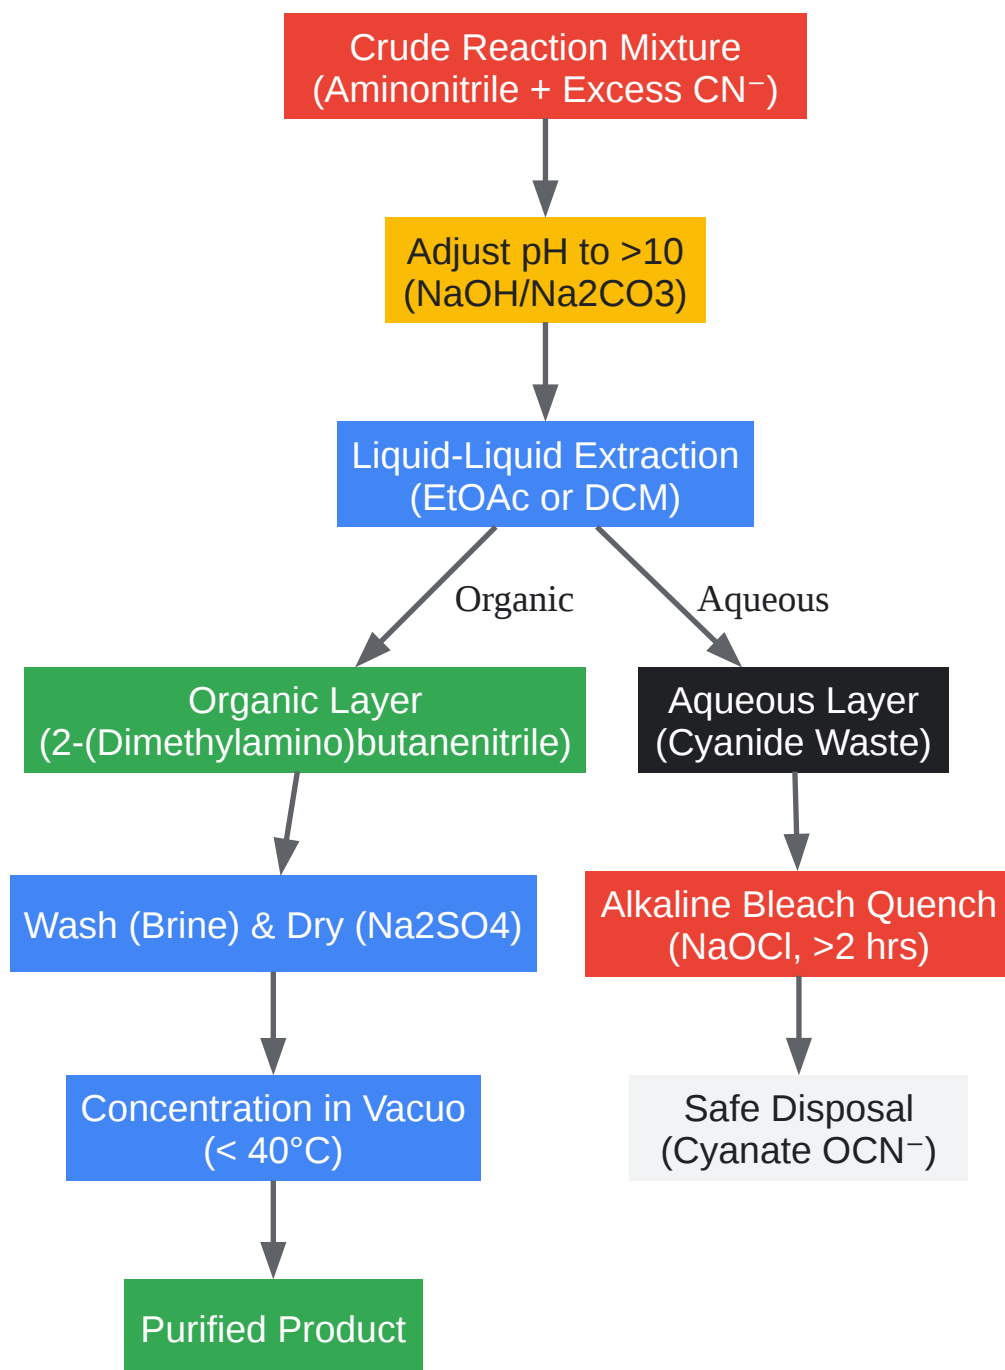 Crude Reaction Mixture
(Aminonitrile + Excess CN⁻)
Adjust pH to >10
(NaOH/Na2CO3)
Liquid-Liquid Extraction
(EtOAc or DCM)
Organic
Aqueous
Organic Layer
(2-(Dimethylamino)butanenitrile)
Aqueous Layer
(Cyanide Waste)
Wash (Brine) & Dry (Na2SO4)
Alkaline Bleach Quench
(NaOCl, >2 hrs)
Concentration in Vacuo
(< 40°C)
Safe Disposal
(Cyanate OCN⁻)
Purified Product